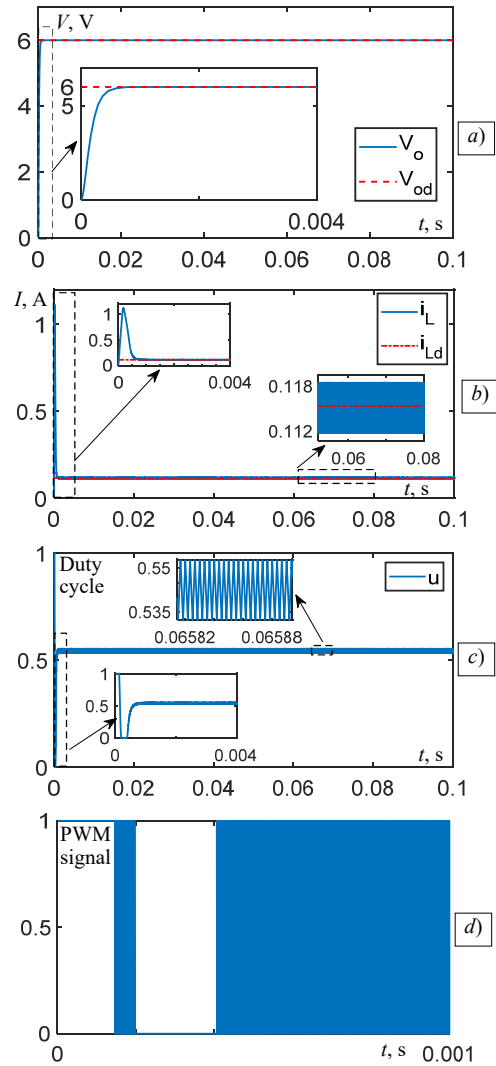 V, V
6
4
2
0
6
5
0
0
0.004
V_o
V_od
a)
0
0.02
0.04
0.06
0.08
0.1
t, s
I, A
1
0.5
0
1
0.5
0
0
0.004
i_L
i_Ld
0.118
0.112
0.06
0.08
b)
t, s
0
0.02
0.04
0.06
0.08
0.1
1
0.5
0
Duty
cycle
0.55
0.535
0.06582
0.06588
u
c)
1
0.5
0
0
0.004
t, s
0
0.02
0.04
0.06
0.08
0.1
1
0.5
0
PWM
signal
d)
0
t, s
0.001